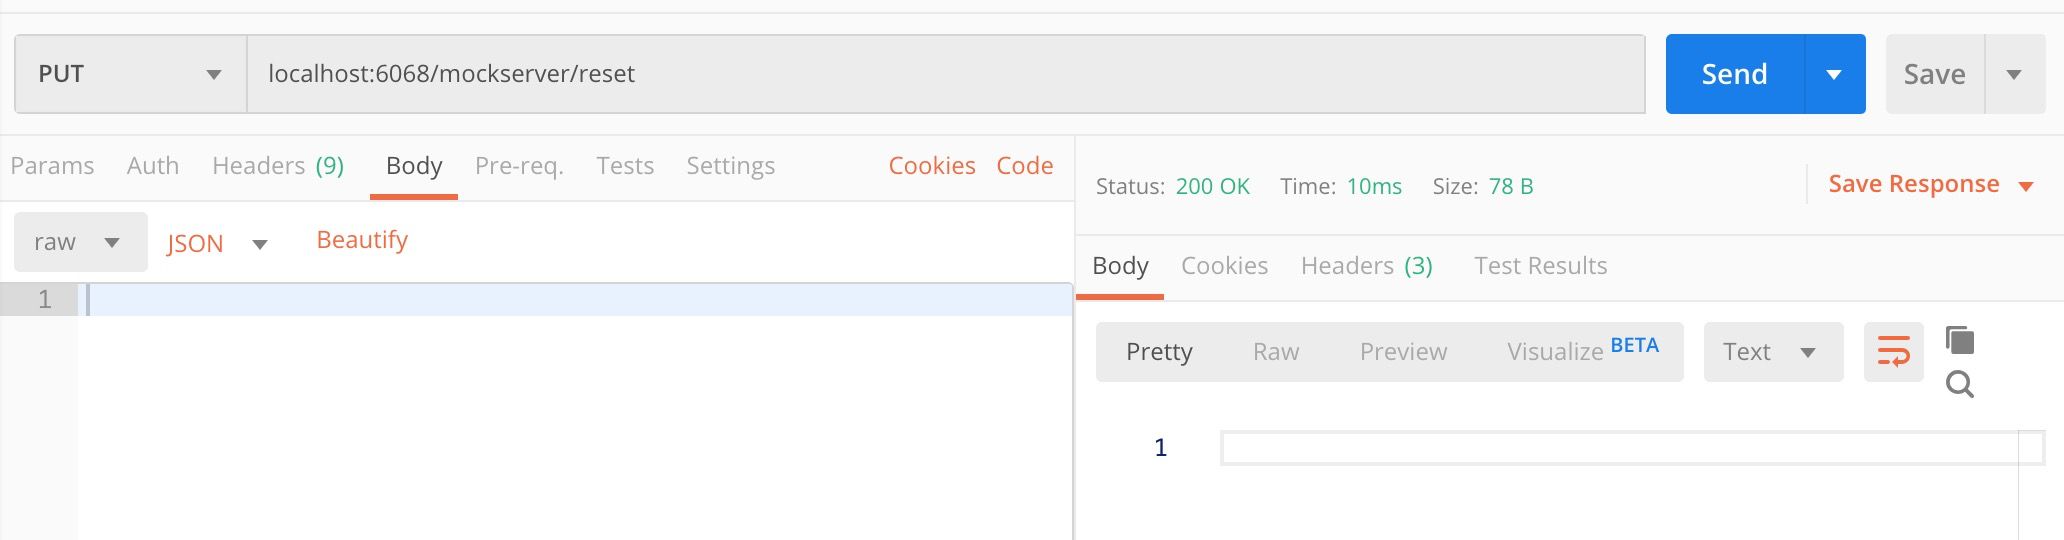 PUT localhost:6068/mockserver/reset Send Save
Params Auth Headers (9) Body Pre-req. Tests Settings Cookies Code
raw JSON Beautify
1
Status: 200 OK Time: 10ms Size: 78 B Save Response
Body Cookies Headers (3) Test Results
Pretty Raw Preview Visualize BETA Text
1